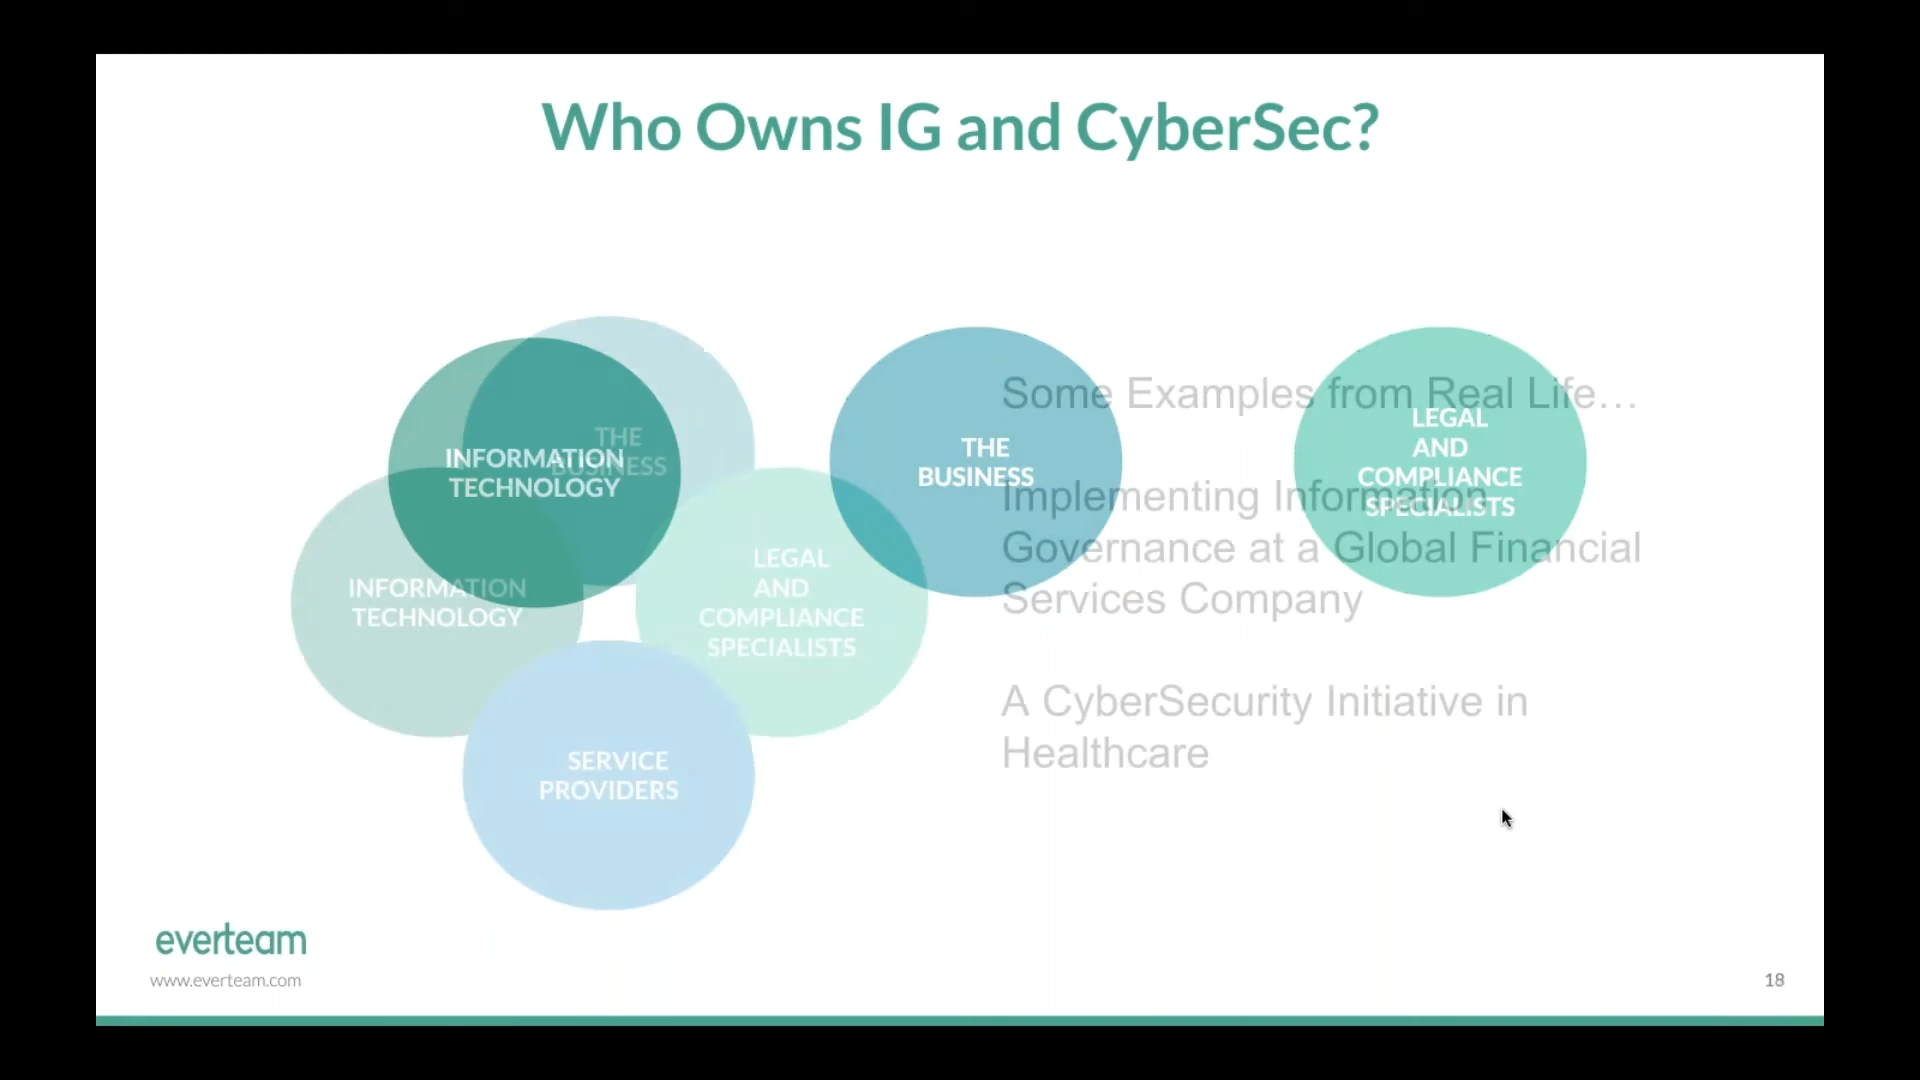 Who Owns IG and CyberSec?
THE
BUSINESS
INFORMATION
TECHNOLOGY
INFORMATION
TECHNOLOGY
LEGAL
AND
COMPLIANCE
SPECIALISTS
SERVICE
PROVIDERS
THE
BUSINESS
LEGAL
AND
COMPLIANCE
SPECIALISTS
Some Examples from Real Life…
Implementing Information
Governance at a Global Financial
Services Company
A CyberSecurity Initiative in
Healthcare
everteam
www.everteam.com
18